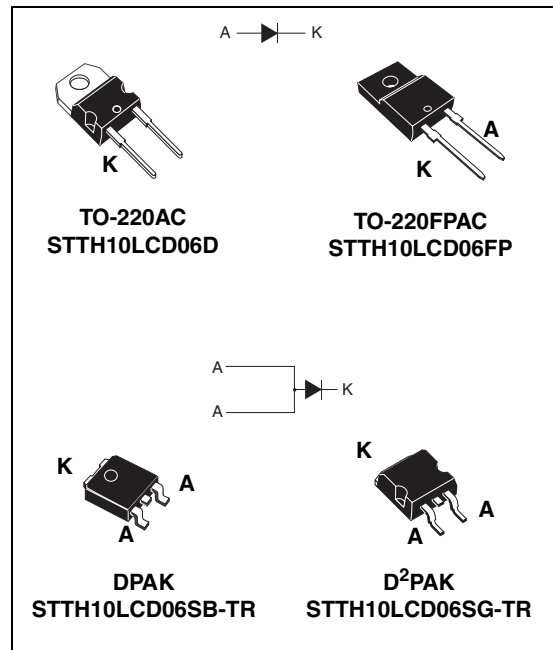 A K
K
A
K
TO-220AC
STTH10LCD06D
TO-220FPAC
STTH10LCD06FP
A
K
A
K
A
A
K
A
A
DPAK
STTH10LCD06SB-TR
D²PAK
STTH10LCD06SG-TR